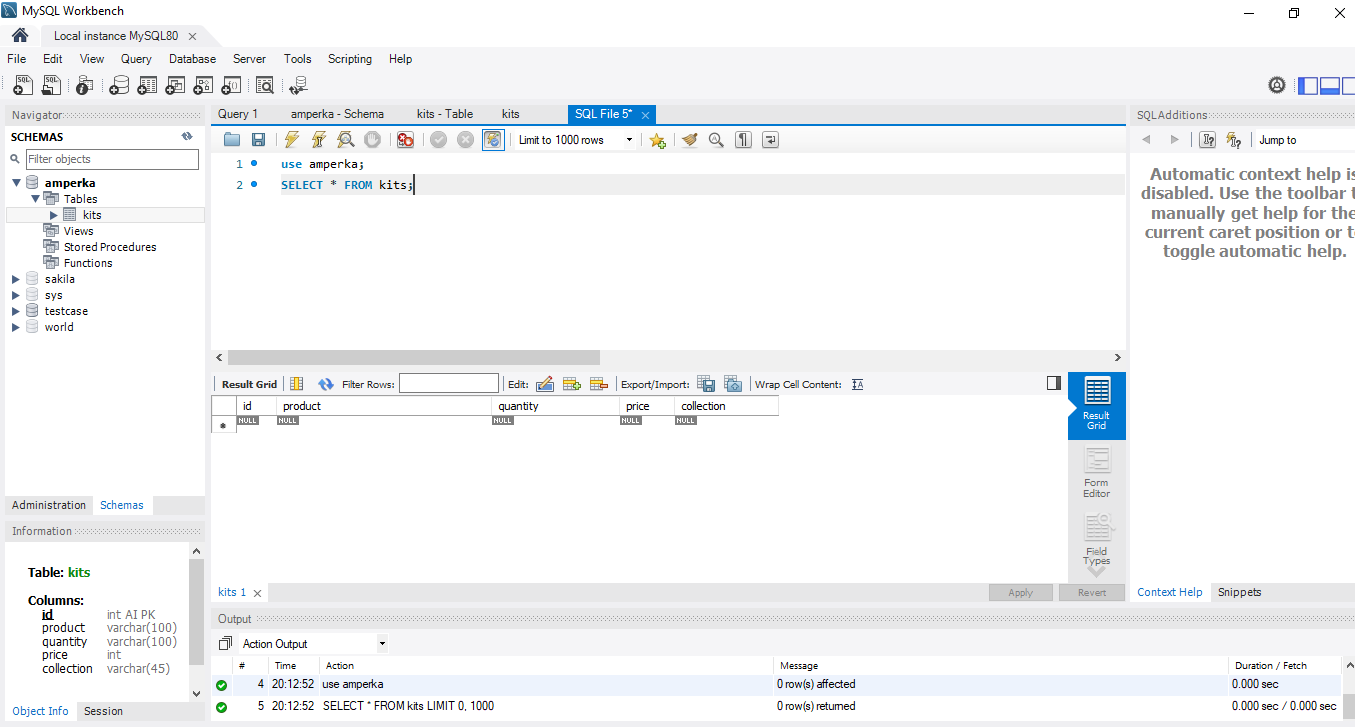 MySQL Workbench
Local instance MySQL80
File Edit View Query Database Server Tools Scripting Help
Navigator
SCHEMAS
Filter objects
amperka
Tables
kits
Views
Stored Procedures
Functions
sakila
sys
testcase
world
Administration Schemas
Information
Table: kits
Columns:
id int AI PK
product varchar(100)
quantity varchar(100)
price int
collection varchar(45)
Object Info Session
Query 1 amperka - Schema kits - Table kits SQL File 5*
Limit to 1000 rows
1 use amperka;
2 SELECT * FROM kits;
Result Grid Filter Rows: Edit: Export/Import: Wrap Cell Content:
id product quantity price collection
NULL NULL NULL NULL NULL
Result Grid
Form Editor
Field Types
kits 1 Apply Revert
Output
Action Output
# Time Action Message Duration / Fetch
4 20:12:52 use amperka 0 row(s) affected 0.000 sec
5 20:12:52 SELECT * FROM kits LIMIT 0, 1000 0 row(s) returned 0.000 sec / 0.000 sec
SQLAdditions
Jump to
Automatic context help is
disabled. Use the toolbar t
manually get help for the
current caret position or to
toggle automatic help.
Context Help Snippets